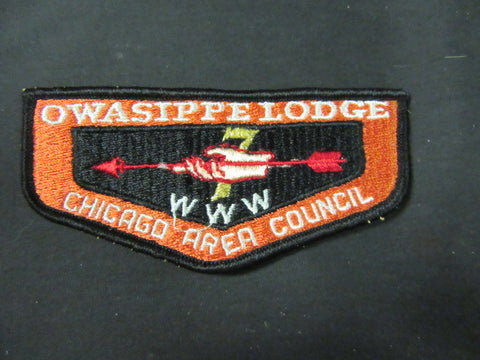 OWASIPPE LODGE
7
WWW
CHICAGO AREA COUNCIL